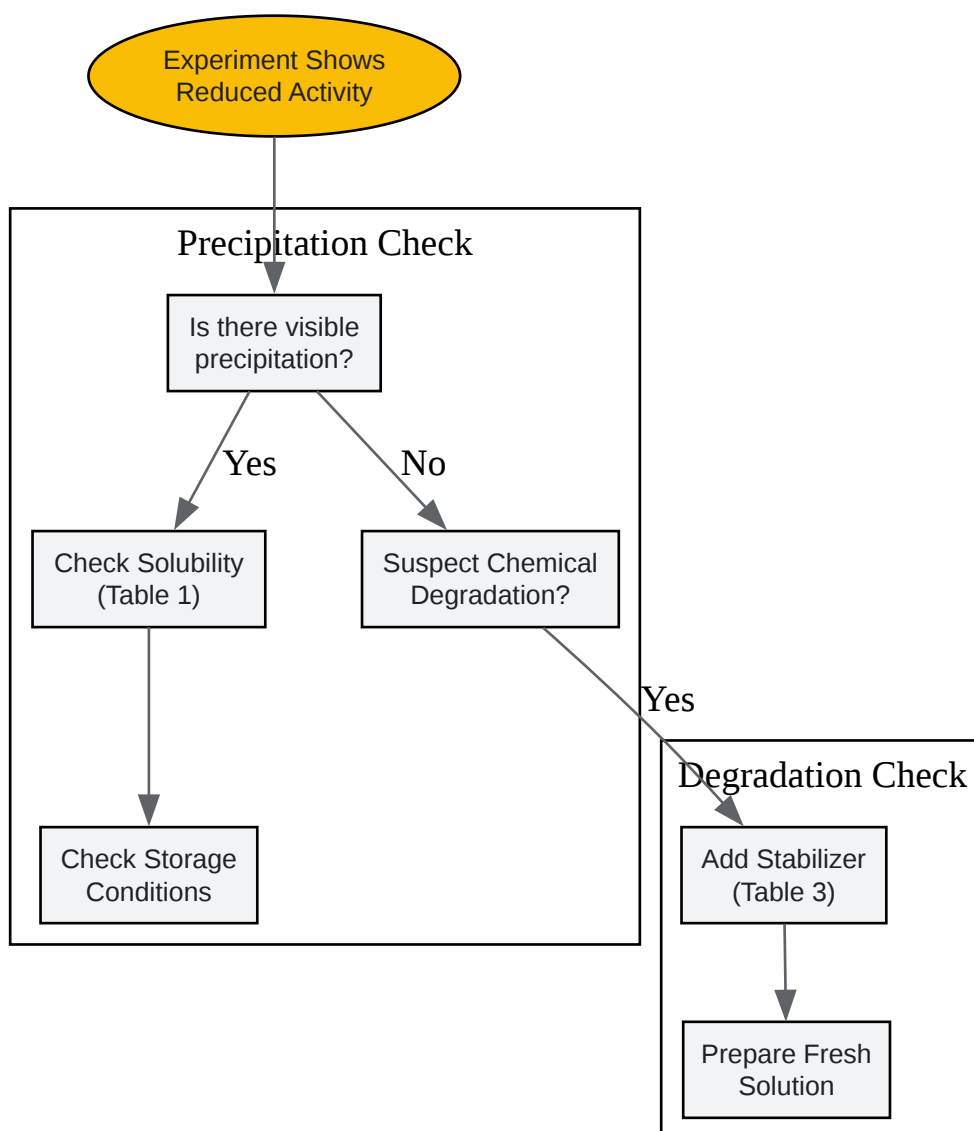 Experiment Shows
Reduced Activity
Precipitation Check
Is there visible
precipitation?
Yes
No
Check Solubility
(Table 1)
Suspect Chemical
Degradation?
Yes
Degradation Check
Check Storage
Conditions
Add Stabilizer
(Table 3)
Prepare Fresh
Solution